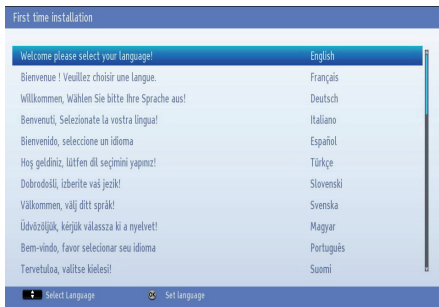 First time installation
Welcome please select your language! English
Bienvenue ! Veuillez choisir une langue. Français
Willkommen, Wählen Sie bitte Ihre Sprache aus! Deutsch
Benvenuti, Selezionate la vostra lingua! Italiano
Bienvenido, seleccione un idioma Español
Hoş geldiniz, lütfen dil seçimini yapınız! Türkçe
Dobrodošli, izberite vaš jezik! Slovenski
Välkommen, välj ditt språk! Svenska
Üdvözöljük, kérjük válassza ki a nyelvet! Magyar
Bem-vindo, favor selecionar seu idioma Português
Tervetuloa, valitse kielesi! Suomi
Select Language OK Set language